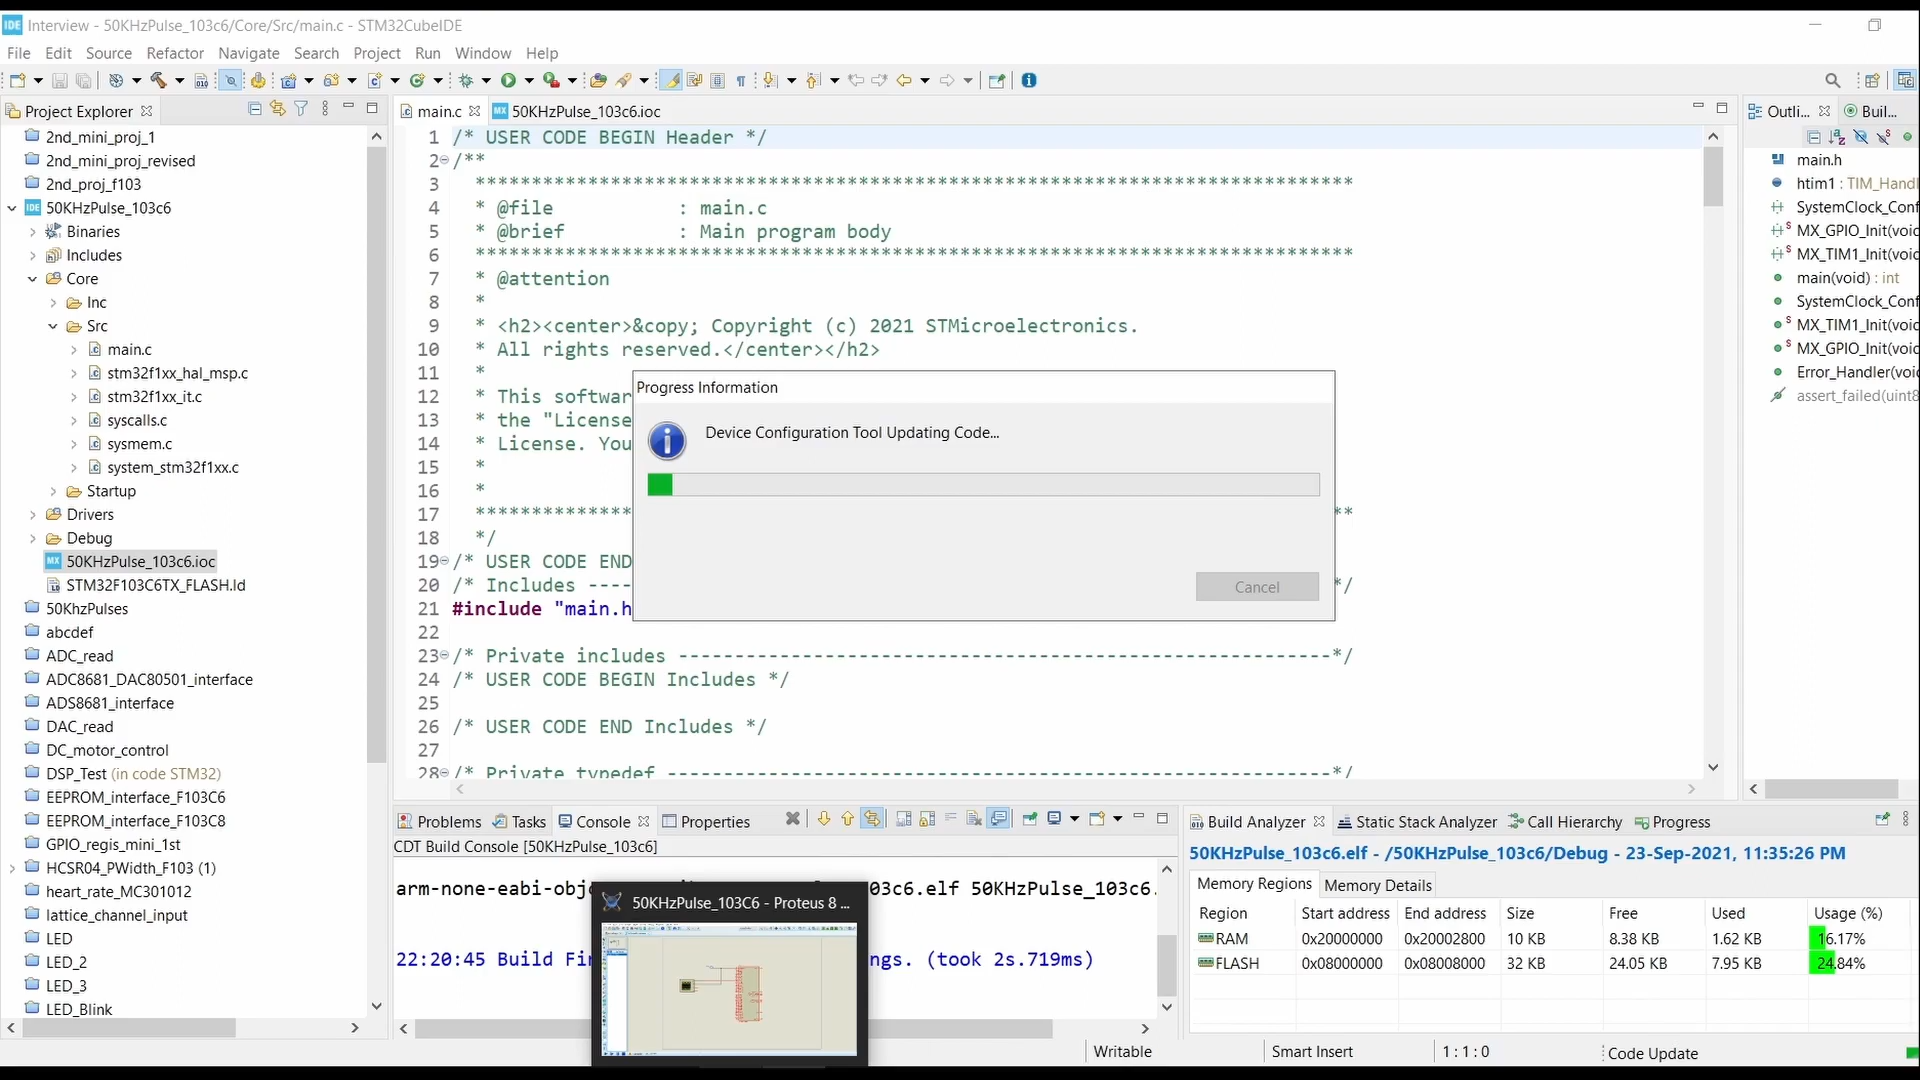 IDE Interview - 50KHzPulse_103c6/Core/Src/main.c - STM32CubeIDE
File Edit Source Refactor Navigate Search Project Run Window Help
Project Explorer
2nd_mini_proj_1
2nd_mini_proj_revised
2nd_proj_f103
IDE 50KHzPulse_103c6
Binaries
Includes
Core
Inc
Src
main.c
stm32f1xx_hal_msp.c
stm32f1xx_it.c
syscalls.c
sysmem.c
system_stm32f1xx.c
Startup
Drivers
Debug
MX 50KHzPulse_103c6.ioc
STM32F103C6TX_FLASH.ld
50KhzPulses
abcdef
ADC_read
ADC8681_DAC80501_interface
ADS8681_interface
DAC_read
DC_motor_control
DSP_Test (in code STM32)
EEPROM_interface_F103C6
EEPROM_interface_F103C8
GPIO_regis_mini_1st
HCSR04_PWidth_F103 (1)
heart_rate_MC301012
lattice_channel_input
LED
LED_2
LED_3
LED_Blink
main.c MX 50KHzPulse_103c6.ioc
1 /* USER CODE BEGIN Header */
2 /**
3 ******************************************************************************
4 * @file : main.c
5 * @brief : Main program body
6 ******************************************************************************
7 * @attention
8 *
9 * <h2><center>&copy; Copyright (c) 2021 STMicroelectronics.
10 * All rights reserved.</center></h2>
11 *
12 * This softwar
13 * the "License
14 * License. You
15 *
16 *
17 ************** **
18 */
19 /* USER CODE END
20 /* Includes ---- */
21 #include "main.h
22
23 /* Private includes ----------------------------------------------------------*/
24 /* USER CODE BEGIN Includes */
25
26 /* USER CODE END Includes */
27
28 /* Private typedef -----------------------------------------------------------*/
Progress Information
Device Configuration Tool Updating Code...
Cancel
Outli... Buil...
main.h
htim1 : TIM_Handl
SystemClock_Conf
MX_GPIO_Init(void
MX_TIM1_Init(void
main(void) : int
SystemClock_Conf
MX_TIM1_Init(void
MX_GPIO_Init(void
Error_Handler(void
assert_failed(uint8
Problems Tasks Console Properties
CDT Build Console [50KHzPulse_103c6]
arm-none-eabi-objc 03c6.elf 50KHzPulse_103c6.
22:20:45 Build Fi ngs. (took 2s.719ms)
50KHzPulse_103C6 - Proteus 8 ...
Build Analyzer Static Stack Analyzer Call Hierarchy Progress
50KHzPulse_103c6.elf - /50KHzPulse_103c6/Debug - 23-Sep-2021, 11:35:26 PM
Memory Regions Memory Details
Region Start address End address Size Free Used Usage (%)
RAM 0x20000000 0x20002800 10 KB 8.38 KB 1.62 KB 16.17%
FLASH 0x08000000 0x08008000 32 KB 24.05 KB 7.95 KB 24.84%
Writable Smart Insert 1 : 1 : 0 Code Update